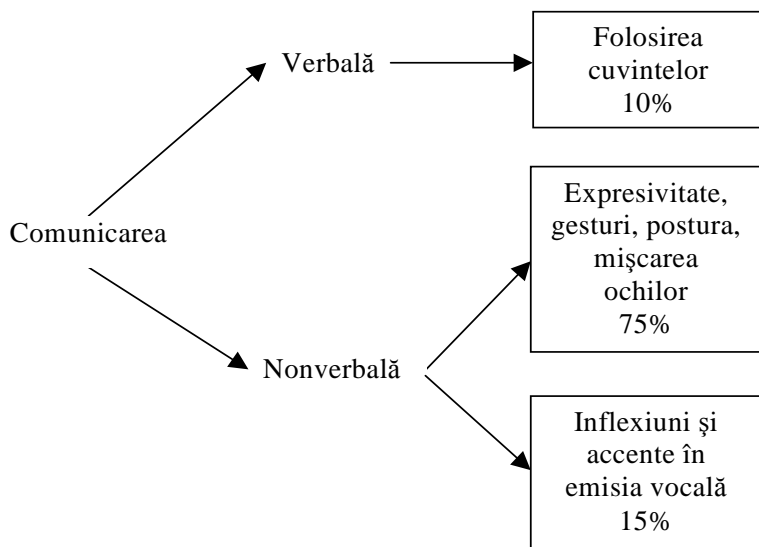 Comunicarea
Verbală
Folosirea
cuvintelor
10%
Nonverbală
Expresivitate,
gesturi, postura,
mişcarea
ochilor
75%
Inflexiuni şi
accente în
emisia vocală
15%